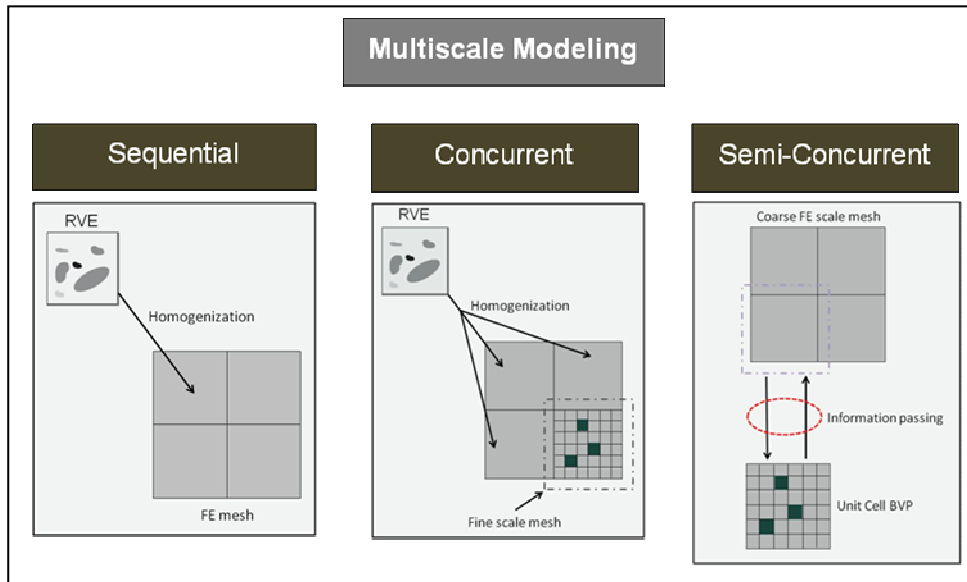 Multiscale Modeling
Sequential
Concurrent
Semi-Concurrent
RVE
Homogenization
FE mesh
RVE
Homogenization
Fine scale mesh
Coarse FE scale mesh
Information passing
Unit Cell BVP